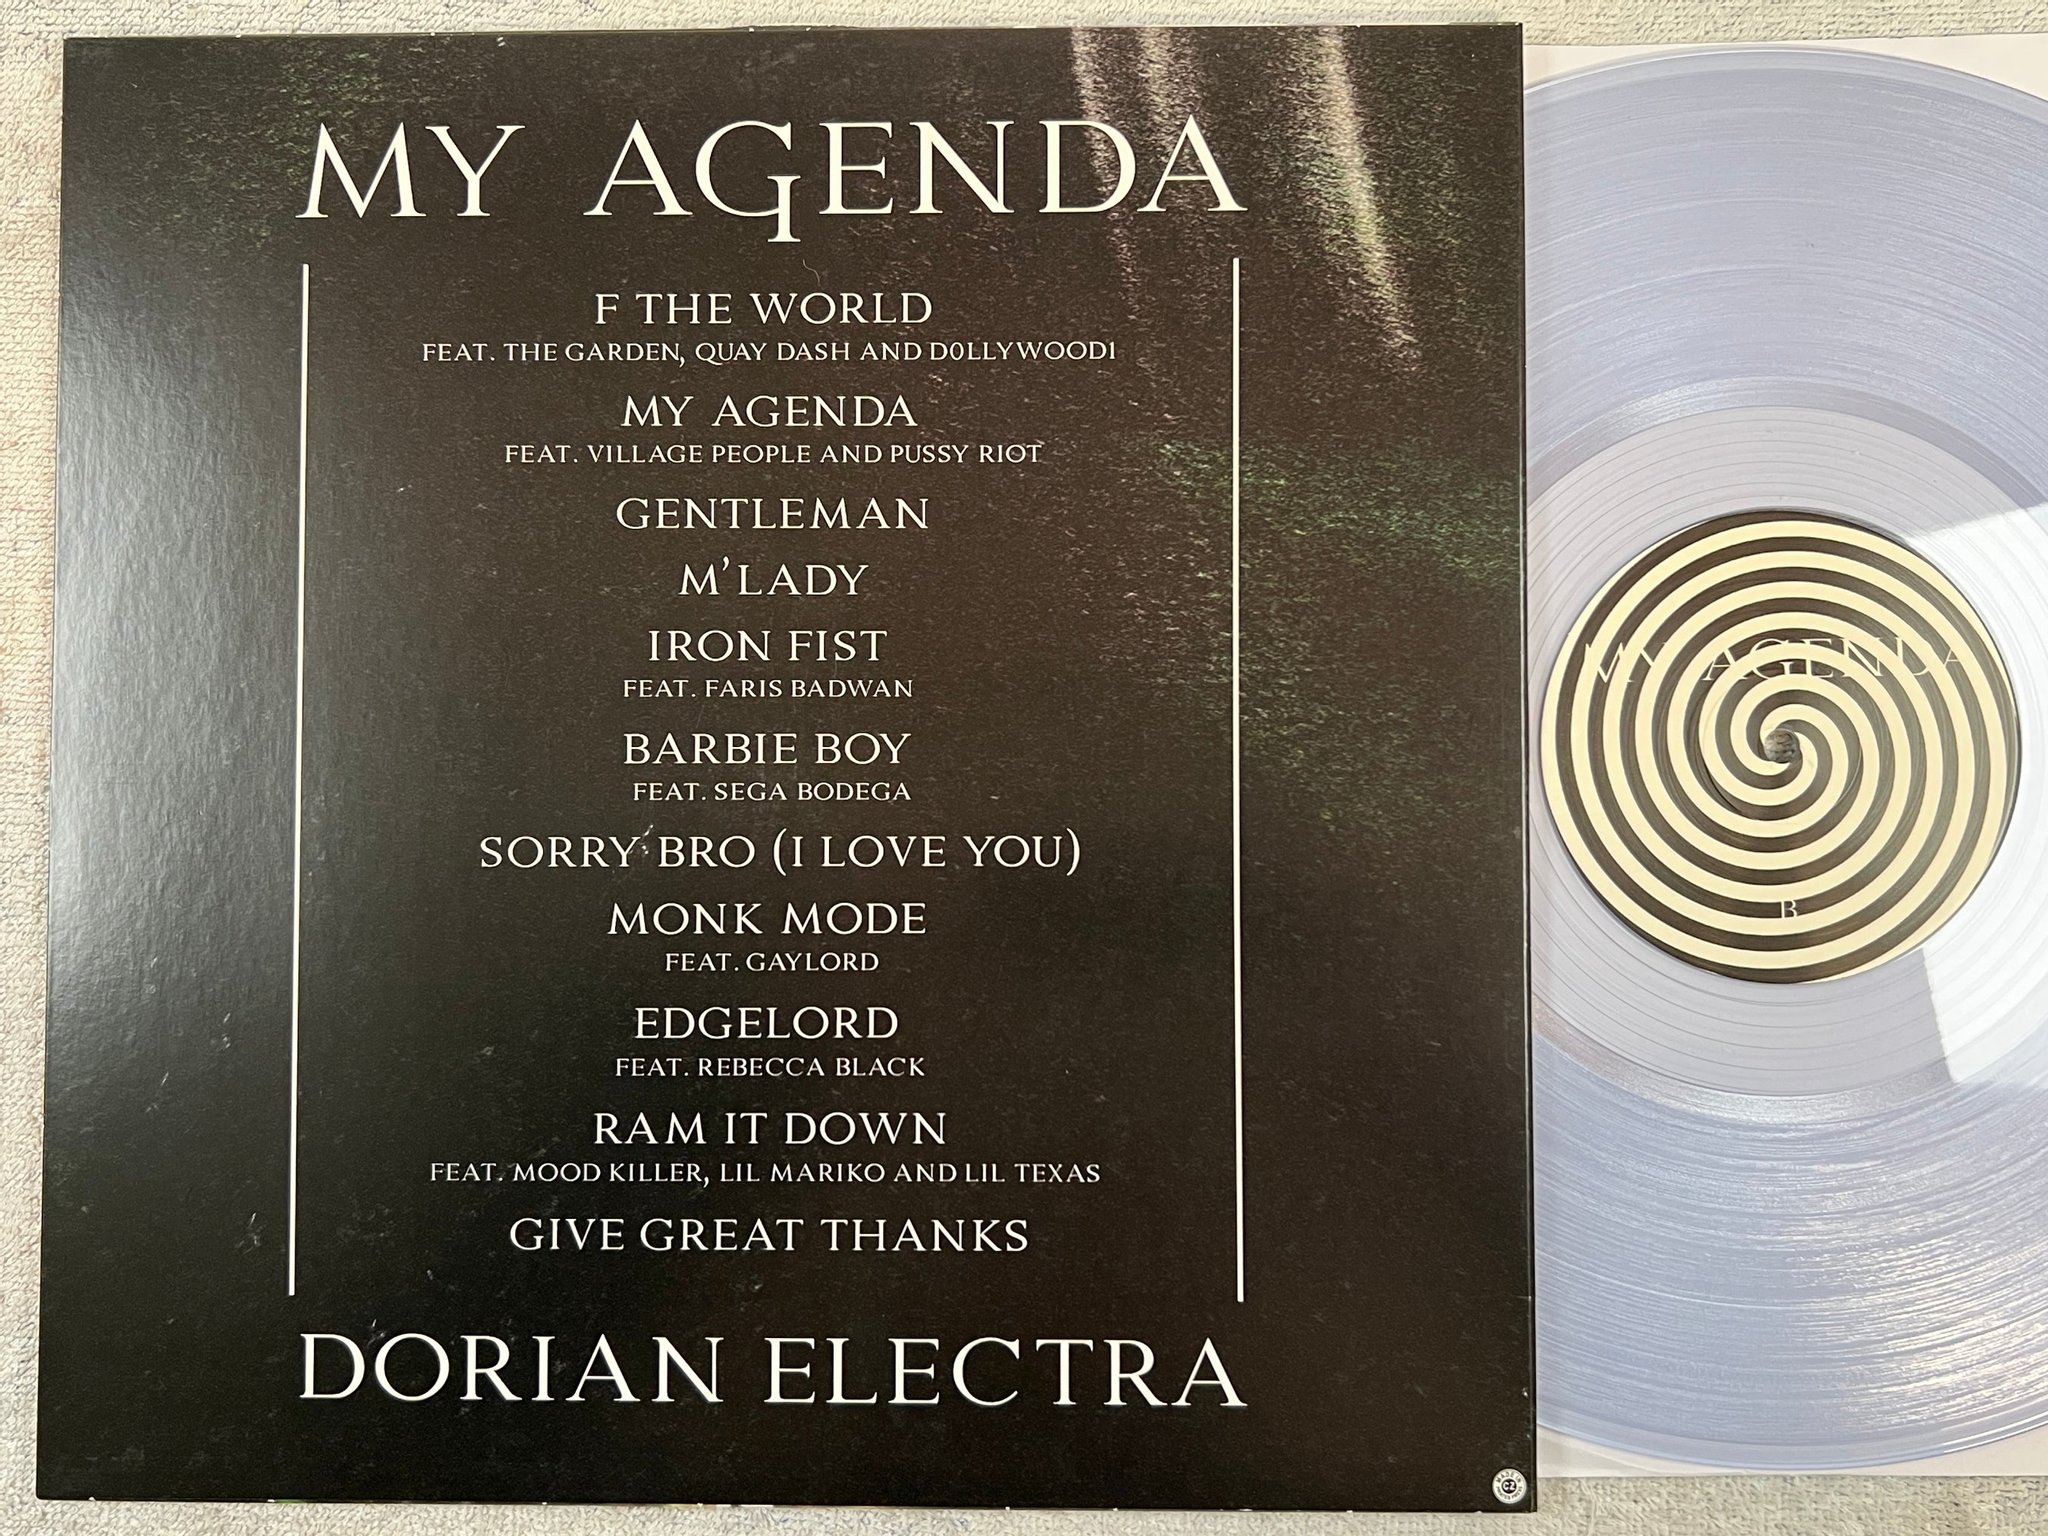 MY AGENDA
F THE WORLD
FEAT. THE GARDEN, QUAY DASH AND D0LLYWOOD1
MY AGENDA
FEAT. VILLAGE PEOPLE AND PUSSY RIOT
GENTLEMAN
M'LADY
IRON FIST
FEAT. FARIS BADWAN
BARBIE BOY
FEAT. SEGA BODEGA
SORRY BRO (I LOVE YOU)
MONK MODE
FEAT. GAYLORD
EDGELORD
FEAT. REBECCA BLACK
RAM IT DOWN
FEAT. MOOD KILLER, LIL MARIKO AND LIL TEXAS
GIVE GREAT THANKS
DORIAN ELECTRA
MADE IN
CZ
MY AGENDA
B